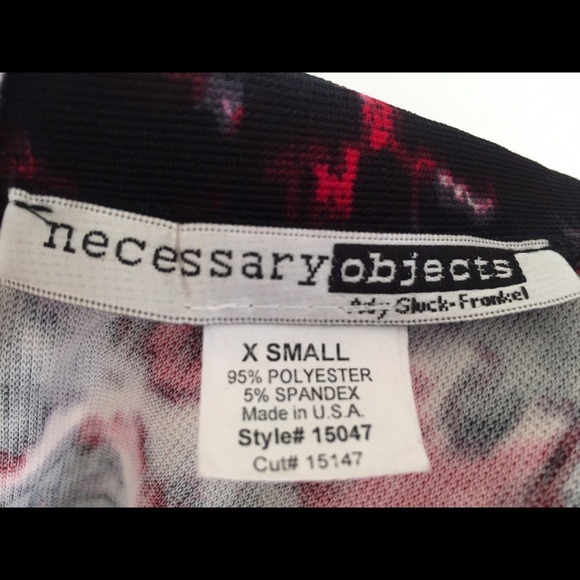 necessary objects
Ady Gluck-Frankel
X SMALL
95% POLYESTER
5% SPANDEX
Made in U.S.A.
Style# 15047
Cut# 15147